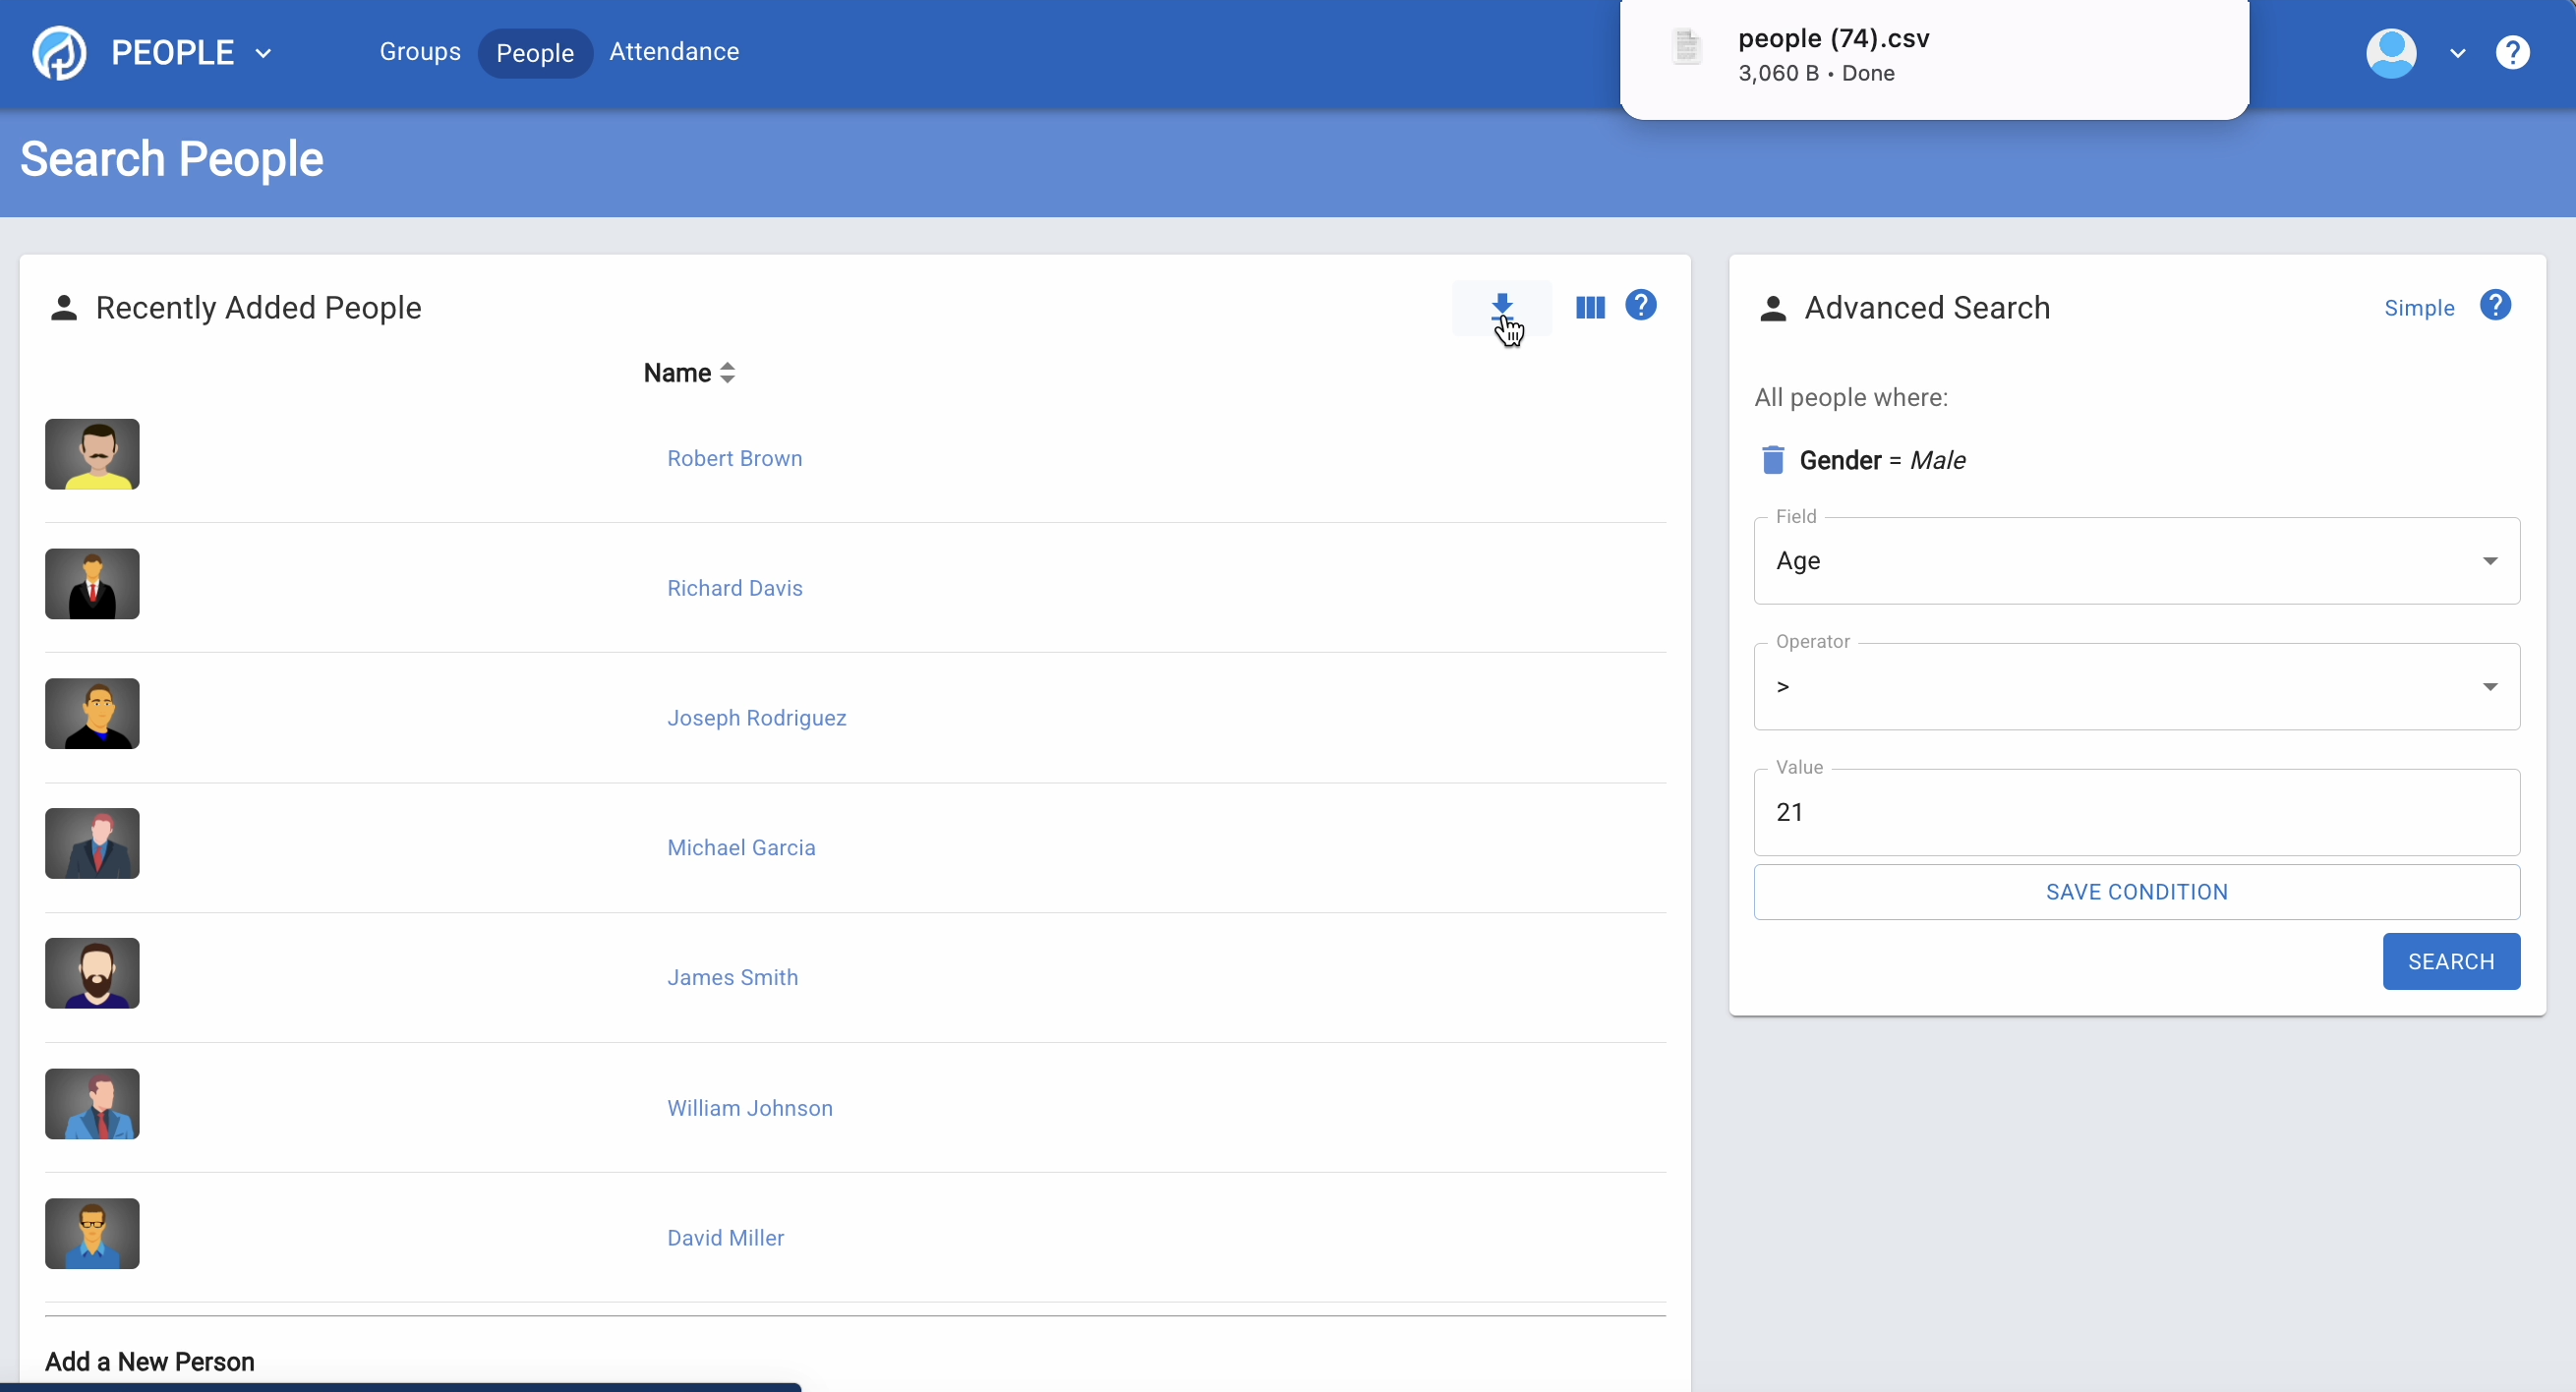 PEOPLE
Groups
People
Attendance
people (74).csv
3,060 B • Done
?
Search People
Recently Added People
?
Name
Robert Brown
Richard Davis
Joseph Rodriguez
Michael Garcia
James Smith
William Johnson
David Miller
Add a New Person
Advanced Search
Simple
?
All people where:
Gender = Male
Field
Age
Operator
>
Value
21
SAVE CONDITION
SEARCH